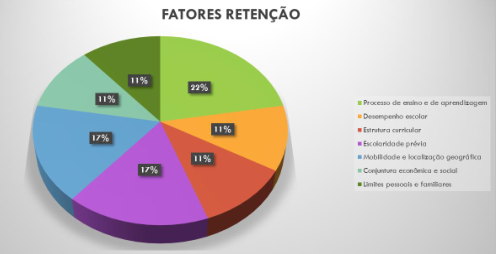 FATORES RETENÇÃO
11%
22%
11%
11%
17%
11%
17%
Processo de ensino e de aprendizagem
Desempenho escolar
Estrutura curricular
Escolaridade prévia
Mobilidade e localização geográfica
Conjuntura econômica e social
Limites pessoais e familiares